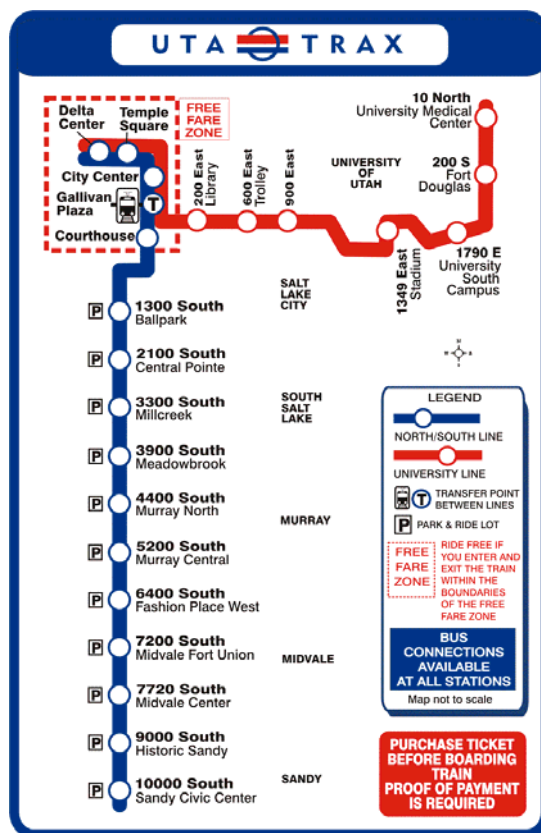 UTA TRAX
FREE
FARE
ZONE
Delta
Center
Temple
Square
City Center
Gallivan
Plaza
T
Courthouse
200 East
Library
600 East
Trolley
900 East
UNIVERSITY
OF
UTAH
10 North
University Medical
Center
200 S
Fort
Douglas
1349 East
Stadium
1790 E
University
South
Campus
SALT
LAKE
CITY
P 1300 South
Ballpark
P 2100 South
Central Pointe
SOUTH
SALT
LAKE
P 3300 South
Millcreek
P 3900 South
Meadowbrook
P 4400 South
Murray North
MURRAY
P 5200 South
Murray Central
P 6400 South
Fashion Place West
P 7200 South
Midvale Fort Union
MIDVALE
P 7720 South
Midvale Center
P 9000 South
Historic Sandy
P 10000 South
Sandy Civic Center
SANDY
LEGEND
NORTH/SOUTH LINE
UNIVERSITY LINE
T TRANSFER POINT
BETWEEN LINES
P PARK & RIDE LOT
FREE
FARE
ZONE
RIDE FREE IF
YOU ENTER AND
EXIT THE TRAIN
WITHIN THE
BOUNDARIES
OF THE FREE
FARE ZONE
BUS
CONNECTIONS
AVAILABLE
AT ALL STATIONS
Map not to scale
PURCHASE TICKET
BEFORE BOARDING
TRAIN
PROOF OF PAYMENT
IS REQUIRED